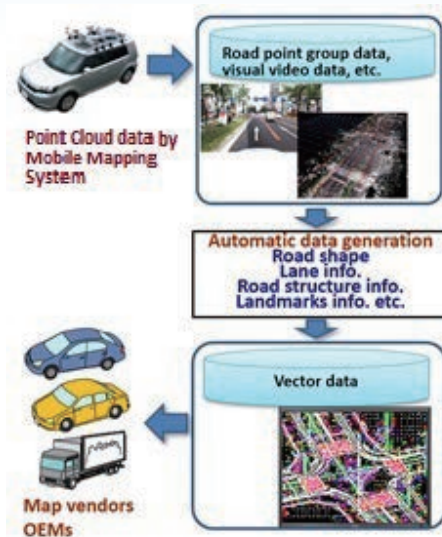 Road point group data,
visual video data, etc.
Point Cloud data by
Mobile Mapping
System
Automatic data generation
Road shape
Lane info.
Road structure info.
Landmarks info. etc.
Vector data
Map vendors
OEMs